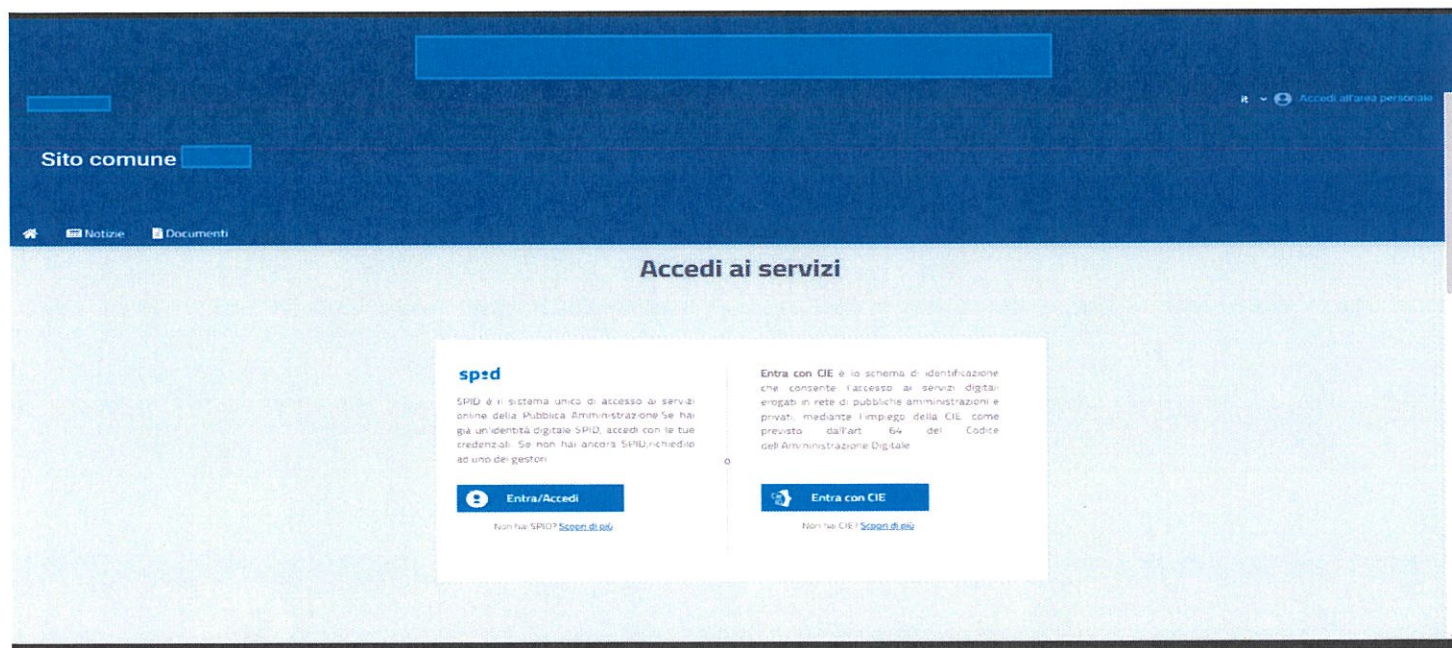 it Accedi all'area personale
Sito comune
Notizie Documenti
Accedi ai servizi
spid
SPID è il sistema unico di accesso ai servizi
online della Pubblica Amministrazione.Se hai
già un'identità digitale SPID, accedi con le tue
credenziali. Se non hai ancora SPID,richiedilo
ad uno dei gestori.
Entra/Accedi
Non hai SPID? Scopri di più
o
Entra con CIE è lo schema di identificazione
che consente l'accesso ai servizi digitali
erogati in rete di pubbliche amministrazioni e
privati, mediante l'impiego della CIE, come
previsto dall'art. 64 del Codice
dell'Amministrazione Digitale
Entra con CIE
Non hai CIE? Scopri di più